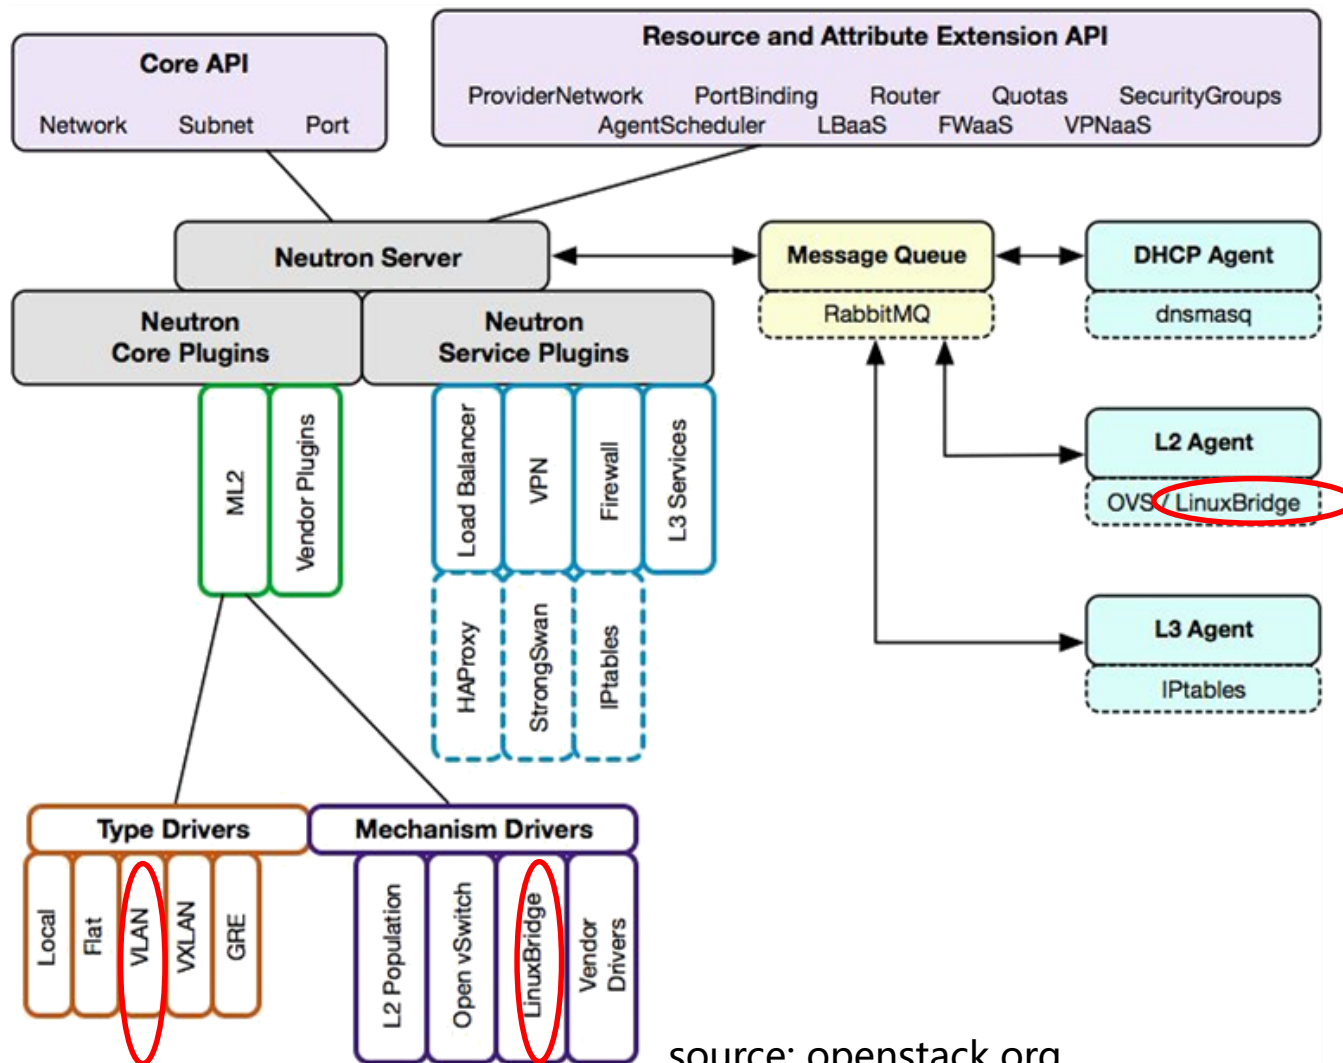 Core API
Network Subnet Port
Resource and Attribute Extension API
ProviderNetwork PortBinding Router Quotas SecurityGroups
AgentScheduler LBaaS FWaaS VPNaaS
Neutron Server
Neutron
Core Plugins
Neutron
Service Plugins
Message Queue
RabbitMQ
DHCP Agent
dnsmasq
L2 Agent
OVS / LinuxBridge
L3 Agent
IPtables
ML2
Vendor Plugins
Load Balancer
VPN
Firewall
L3 Services
HAProxy
StrongSwan
IPtables
Type Drivers
Local
Flat
VLAN
VXLAN
GRE
Mechanism Drivers
L2 Population
Open vSwitch
LinuxBridge
Vendor
Drivers
source: openstack.org